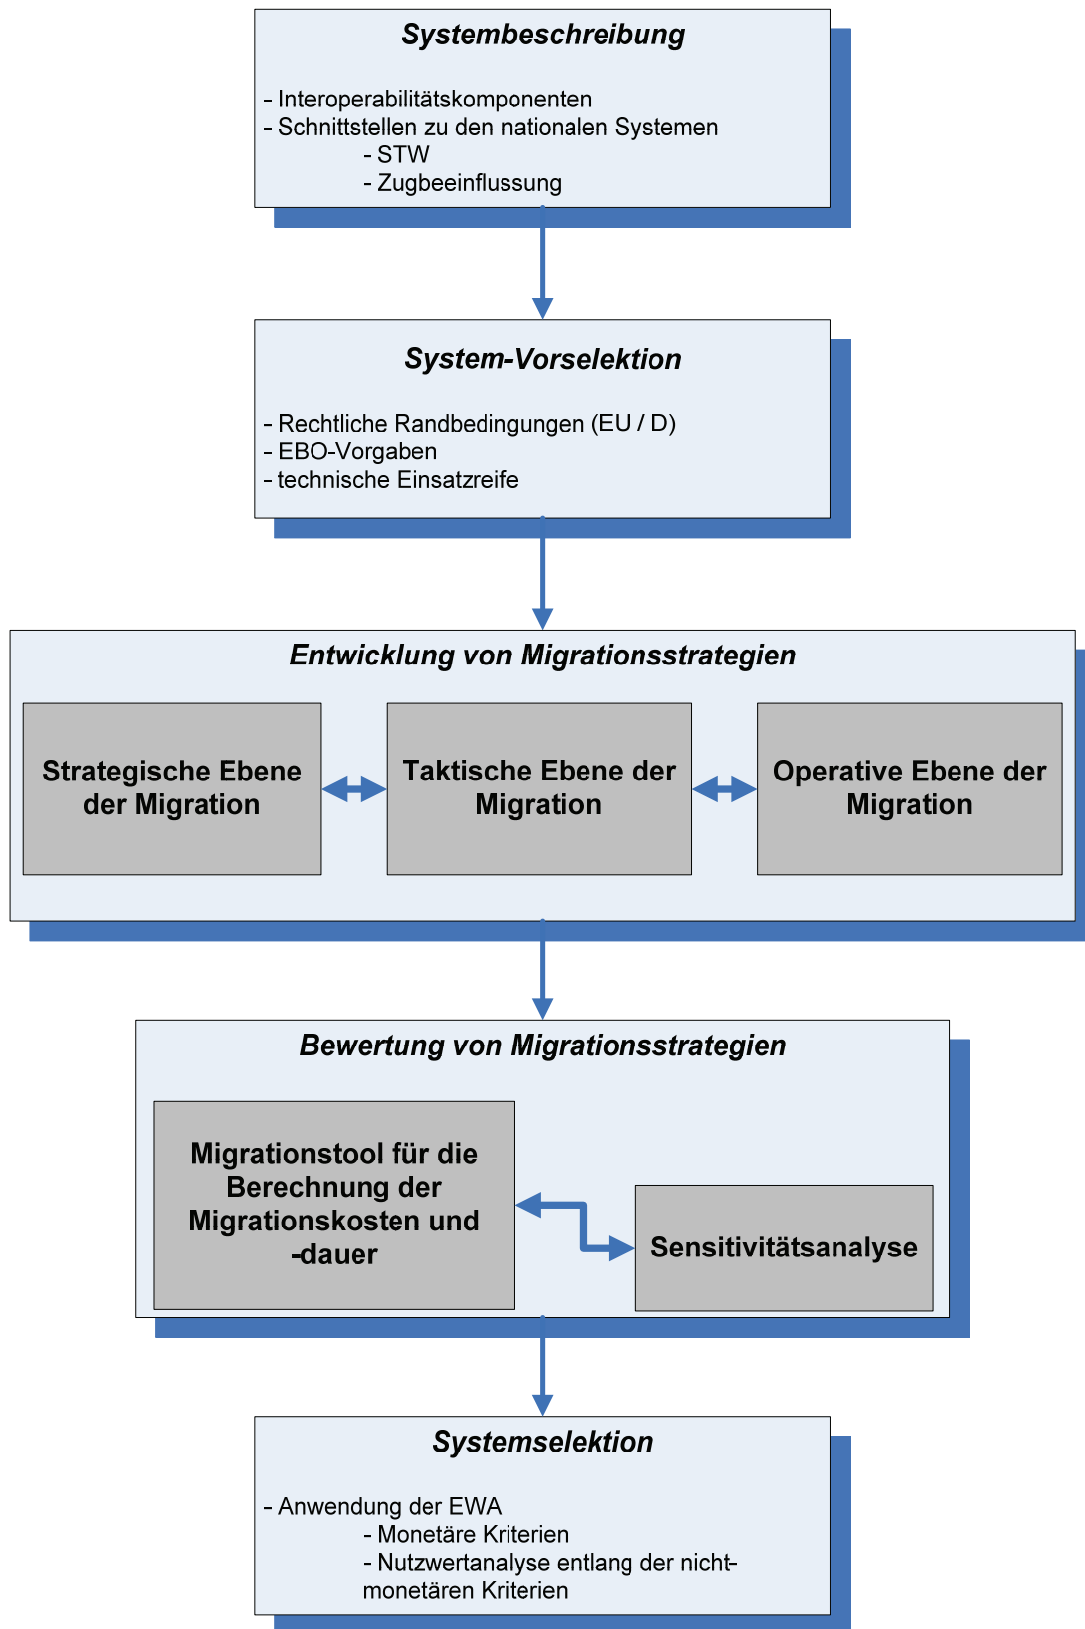 Systembeschreibung
- Interoperabilitätskomponenten
- Schnittstellen zu den nationalen Systemen
- STW
- Zugbeeinflussung
System-Vorselektion
- Rechtliche Randbedingungen (EU / D)
- EBO-Vorgaben
- technische Einsatzreife
Entwicklung von Migrationsstrategien
Strategische Ebene
der Migration
Taktische Ebene der
Migration
Operative Ebene der
Migration
Bewertung von Migrationsstrategien
Migrationstool für die
Berechnung der
Migrationskosten und
-dauer
Sensitivitätsanalyse
Systemselektion
- Anwendung der EWA
- Monetäre Kriterien
- Nutzwertanalyse entlang der nicht-
monetären Kriterien